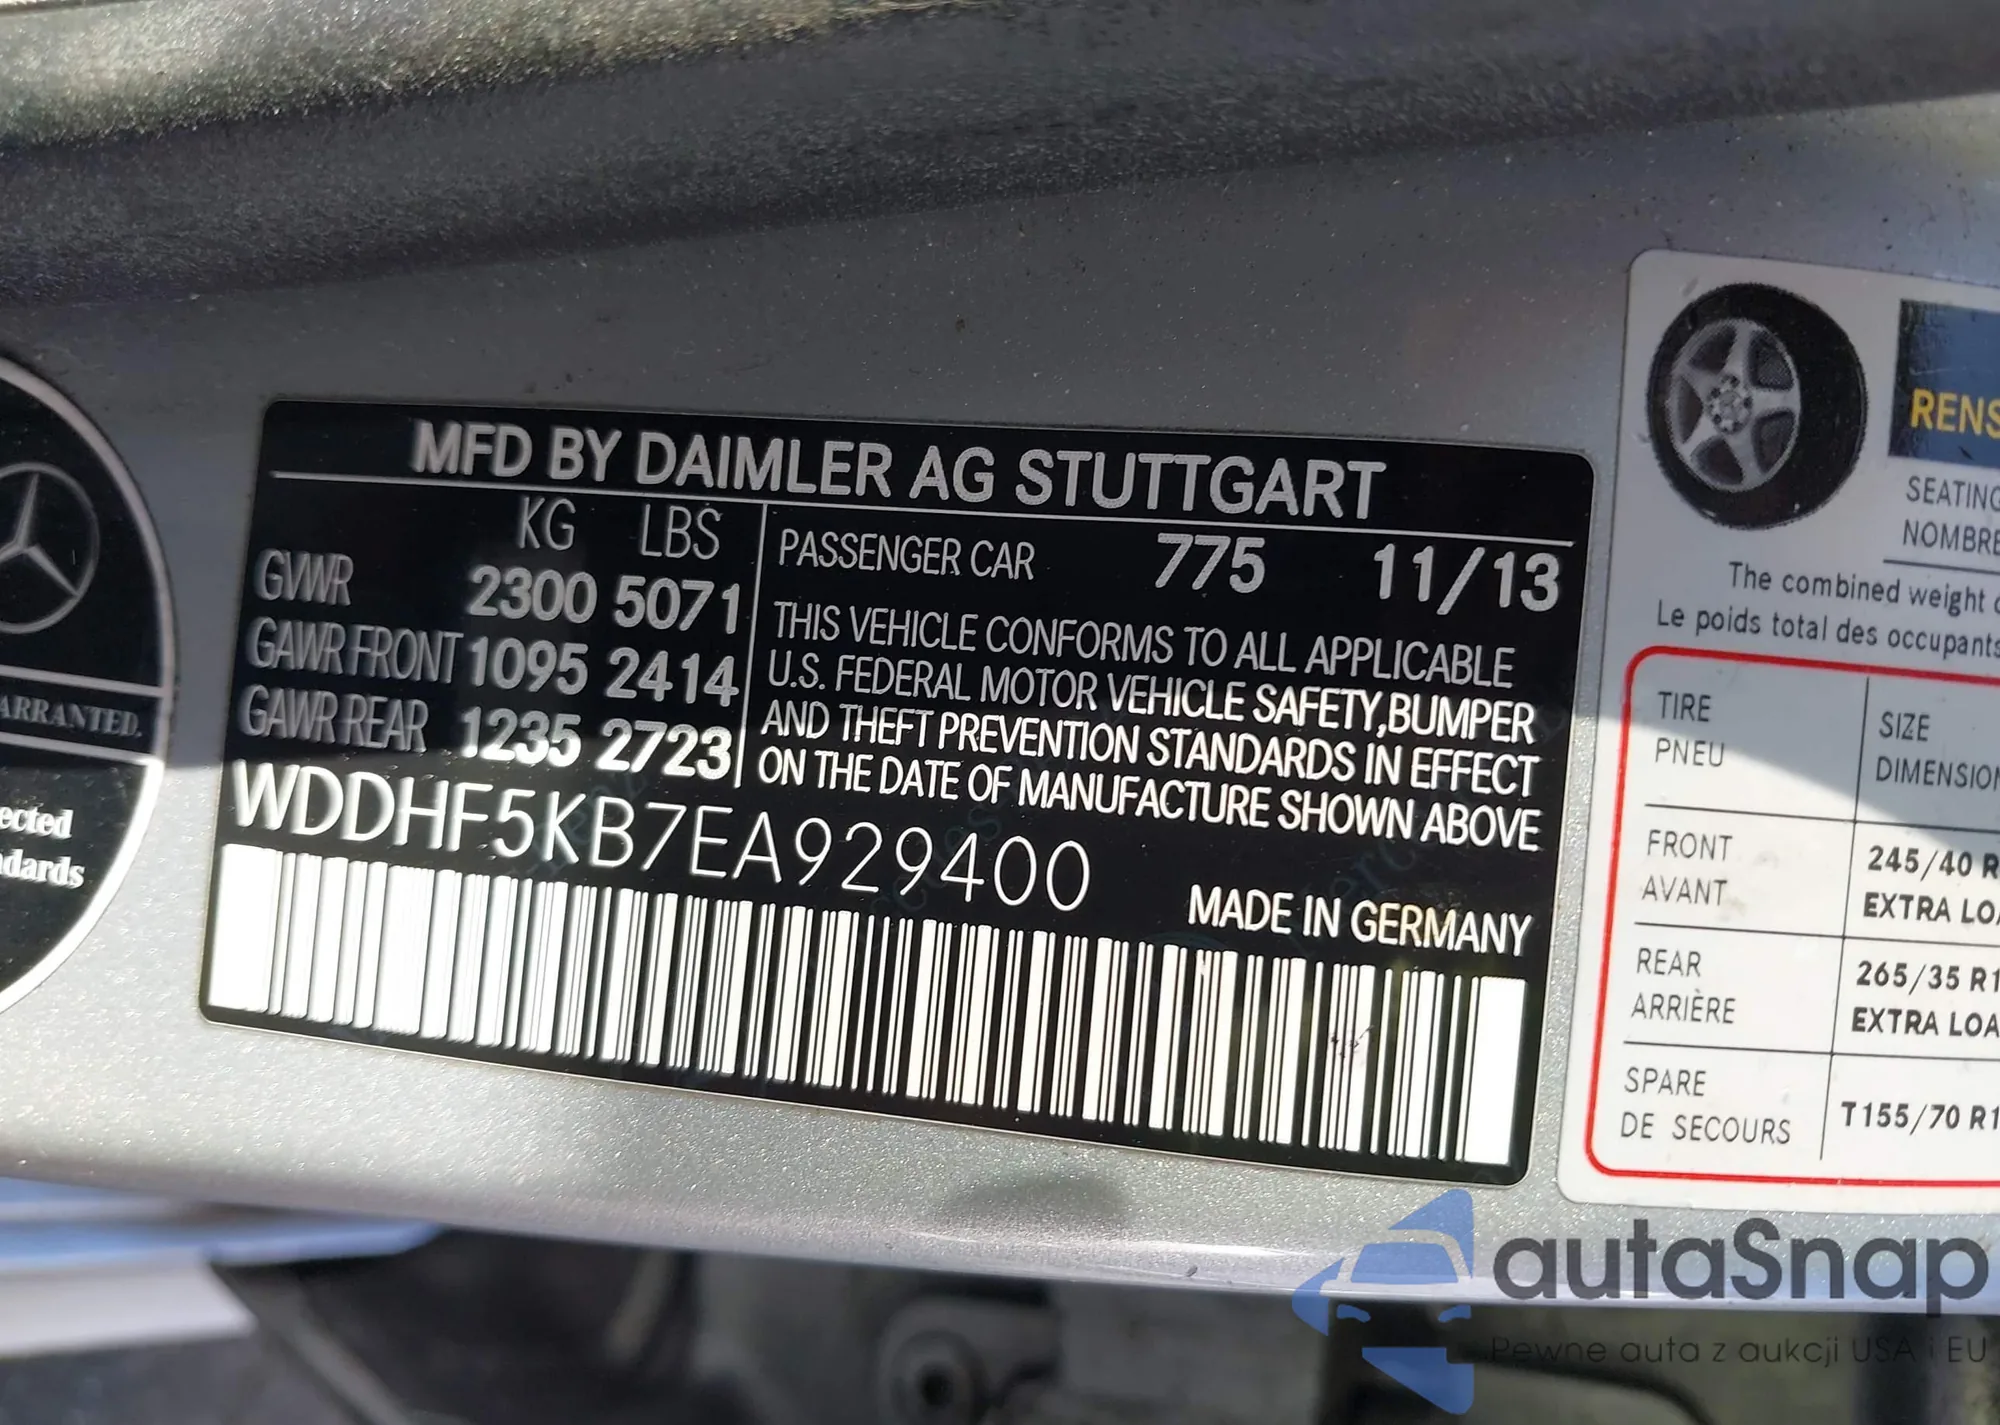 MFD BY DAIMLER AG STUTTGART
KG LBS
GVWR 2300 5071
GAWR FRONT 1095 2414
GAWR REAR 1235 2723
PASSENGER CAR 775 11/13
THIS VEHICLE CONFORMS TO ALL APPLICABLE
U.S. FEDERAL MOTOR VEHICLE SAFETY,BUMPER
AND THEFT PREVENTION STANDARDS IN EFFECT
ON THE DATE OF MANUFACTURE SHOWN ABOVE
WDDHF5KB7EA929400
MADE IN GERMANY
ARRANTED.
ected
dards
RENS
SEATING
NOMBRE
The combined weight
Le poids total des occupants
TIRE
PNEU
SIZE
DIMENSION
FRONT
AVANT
245/40 R
EXTRA LOA
REAR
ARRIÈRE
265/35 R1
EXTRA LOA
SPARE
DE SECOURS
T155/70 R1
autaSnap
Pewne auta z aukcji USA i EU